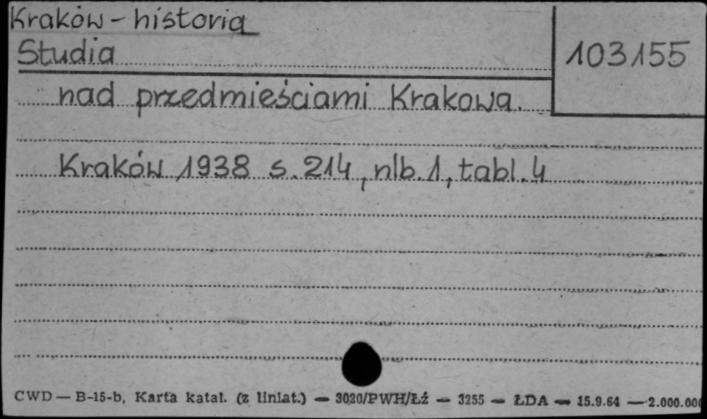 Kraków - historia
Studia
103155
nad przedmieściami Krakowa.
Kraków 1938 s. 214, nlb. 1, tabl. 4
CWD — B-15-b, Karta katal. (z liniat.) — 3020/PWH/Łź — 3255 — ŁDA — 15.9.64 — 2.000.000